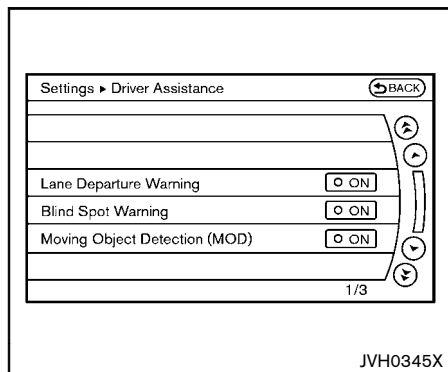 Settings ▸ Driver Assistance
BACK
Lane Departure Warning
ON
Blind Spot Warning
ON
Moving Object Detection (MOD)
ON
1/3
JVH0345X